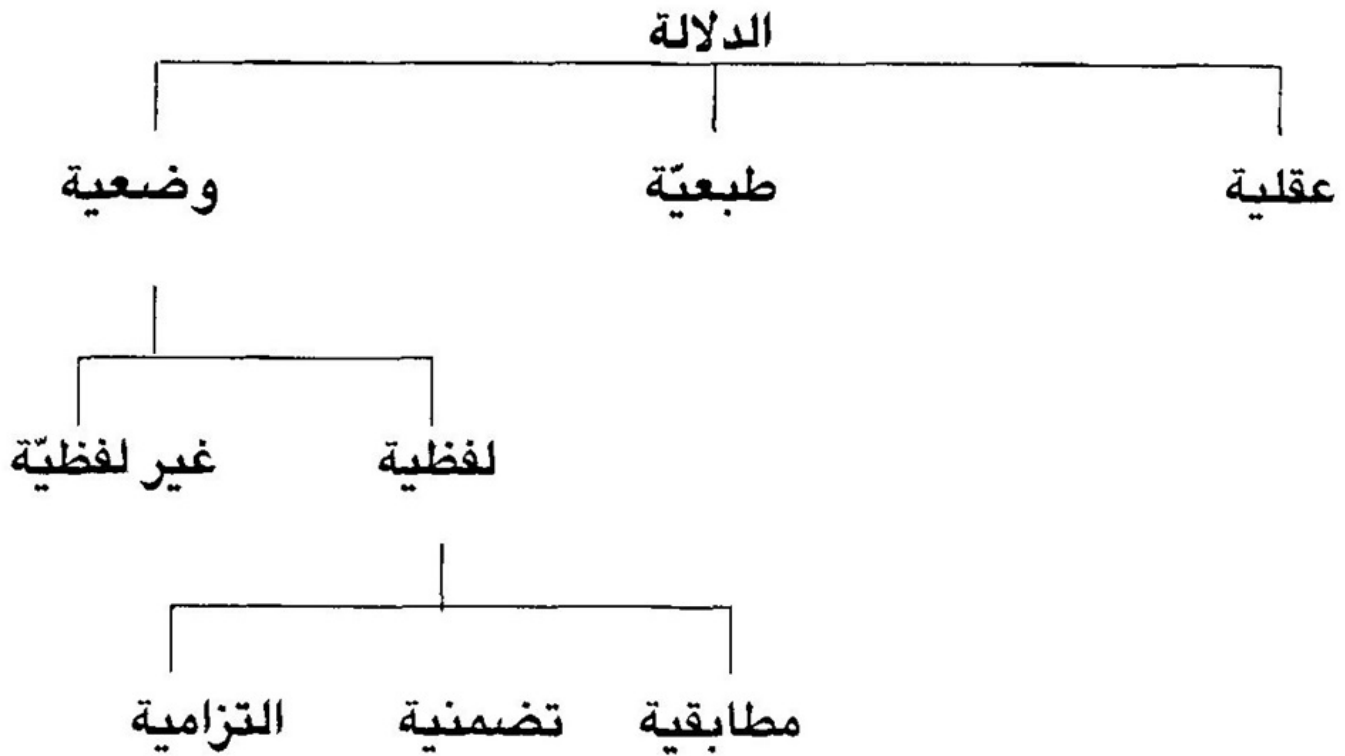 الدلالة
عقلية طبعيّة وضعية
لفظية غير لفظيّة
مطابقية تضمنية التزامية